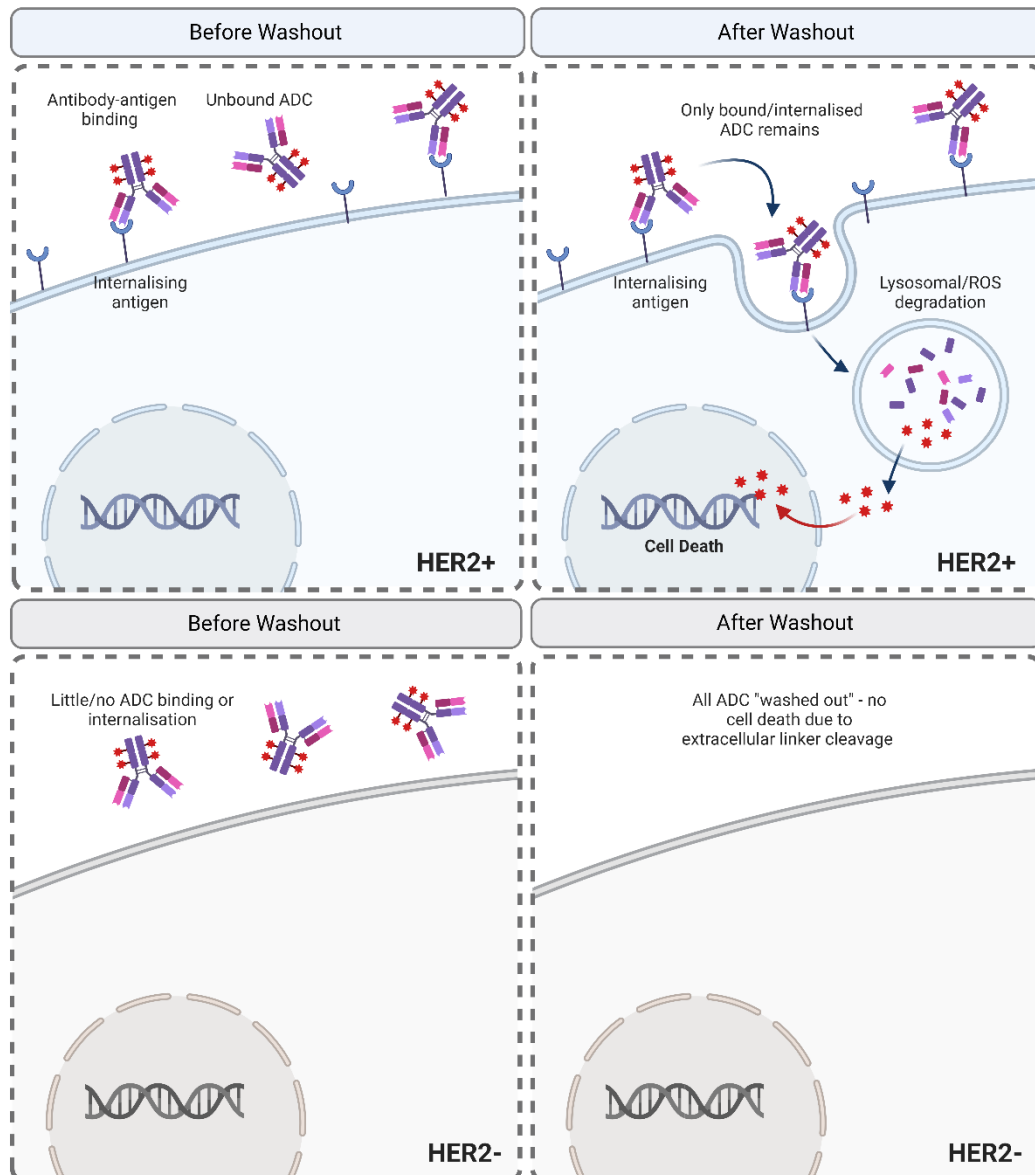 Before Washout
After Washout
Antibody-antigen
binding
Unbound ADC
Internalising
antigen
HER2+
Only bound/internalised
ADC remains
Internalising
antigen
Lysosomal/ROS
degradation
Cell Death
HER2+
Before Washout
After Washout
Little/no ADC binding or
internalisation
HER2-
All ADC "washed out" - no
cell death due to
extracellular linker cleavage
HER2-